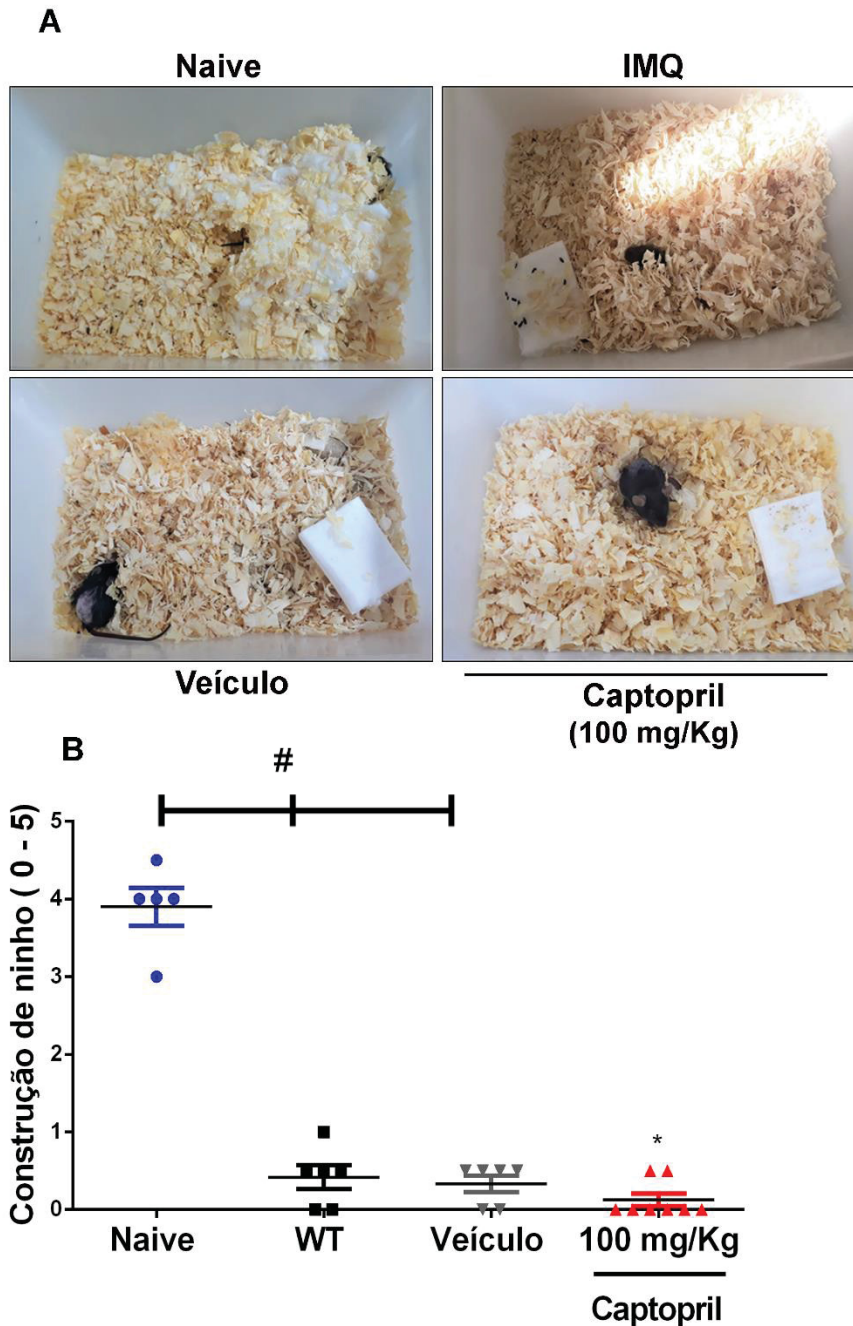 A
Naive
IMQ
Veículo
Captopril
(100 mg/Kg)
B
#
Construção de ninho ( 0 - 5)
5
4
3
2
1
0
*
Naive
WT
Veículo
100 mg/Kg
Captopril